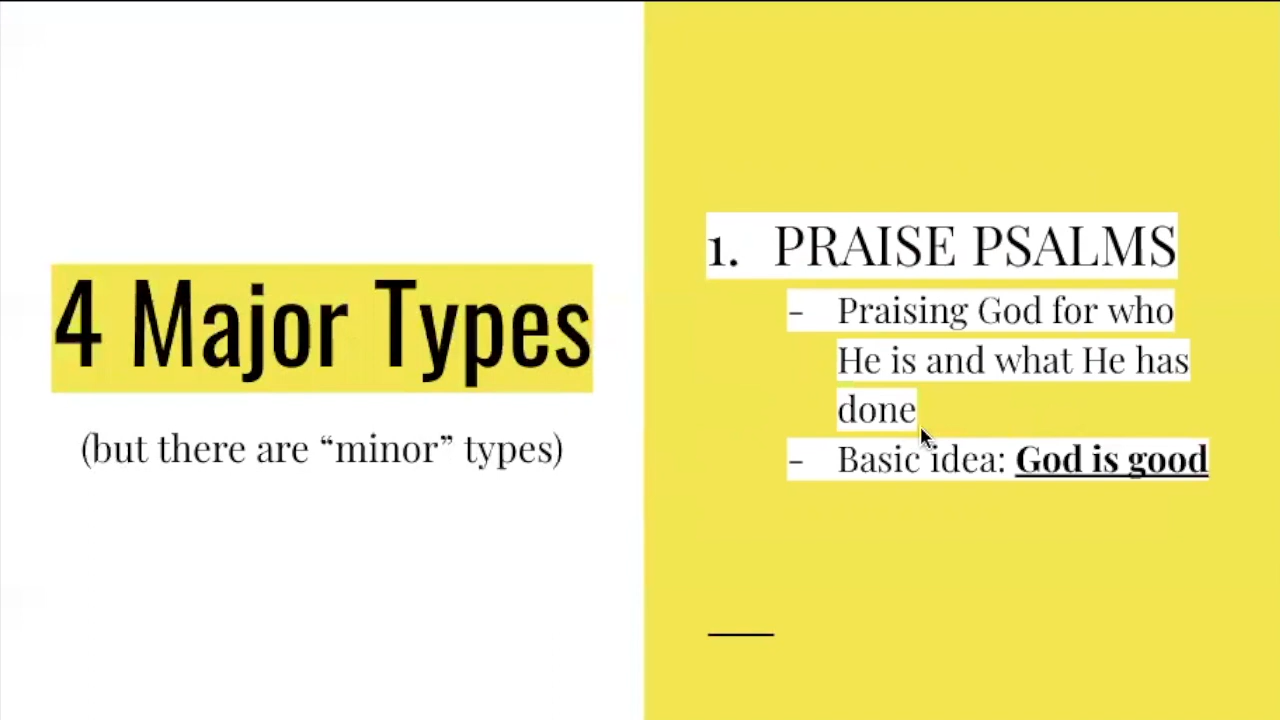 4 Major Types
(but there are “minor” types)
1. PRAISE PSALMS
- Praising God for who
He is and what He has
done
- Basic idea: God is good